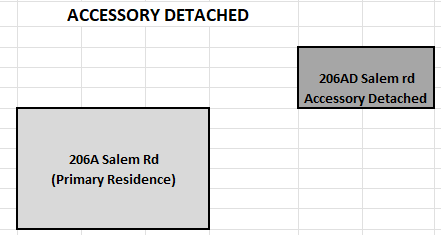 ACCESSORY DETACHED
206AD Salem rd
Accessory Detached
206A Salem Rd
(Primary Residence)